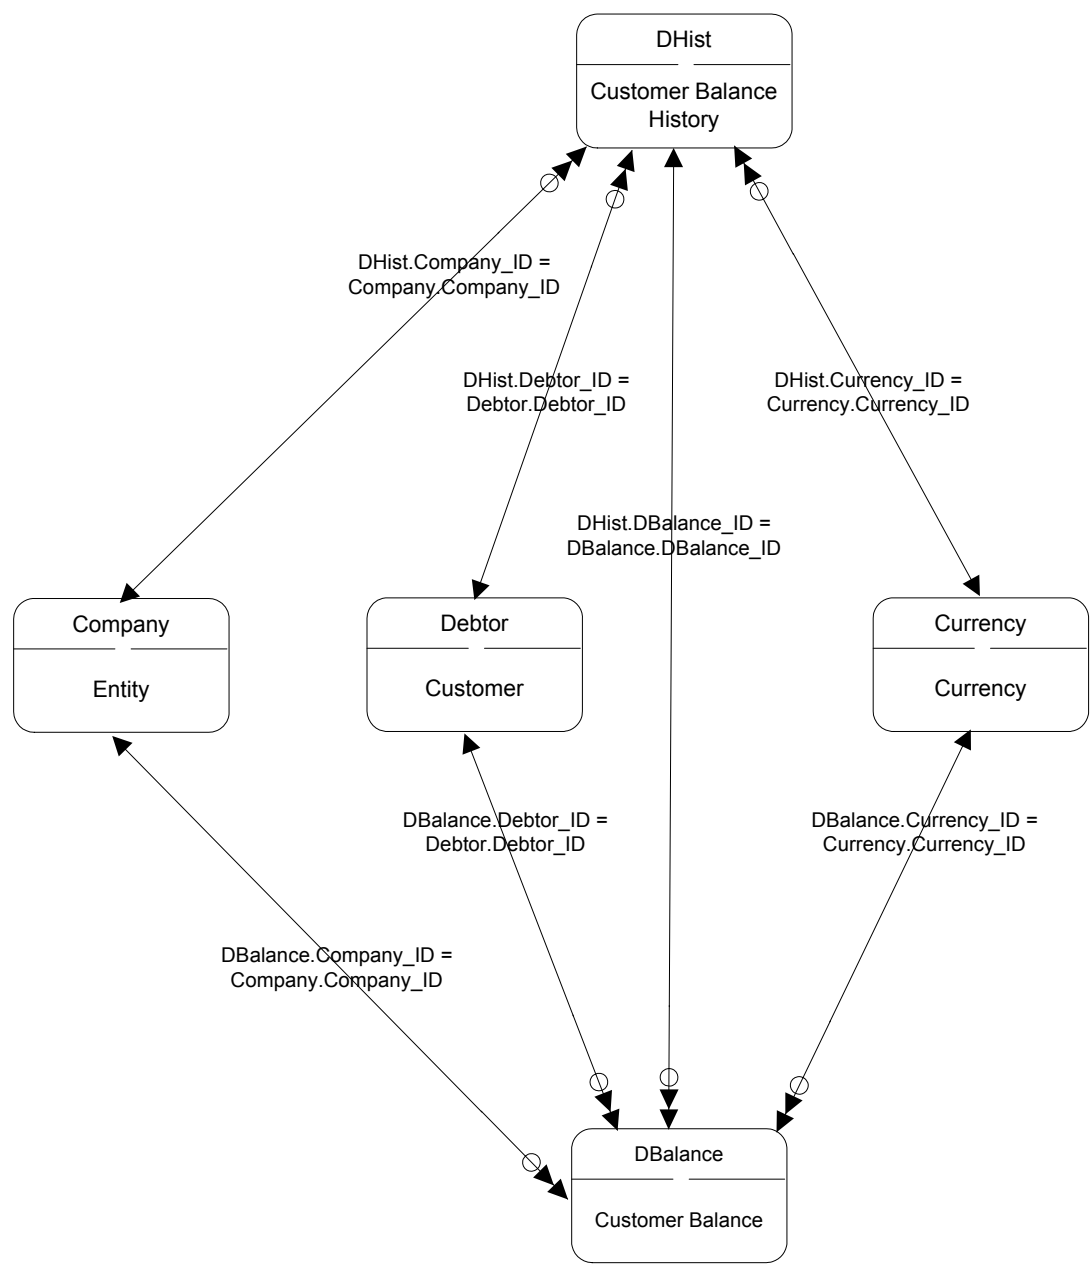 DHist
Customer Balance
History
DHist.Company_ID =
Company.Company_ID
DHist.Debtor_ID =
Debtor.Debtor_ID
DHist.Currency_ID =
Currency.Currency_ID
DHist.DBalance_ID =
DBalance.DBalance_ID
Company
Entity
Debtor
Customer
Currency
Currency
DBalance.Debtor_ID =
Debtor.Debtor_ID
DBalance.Currency_ID =
Currency.Currency_ID
DBalance.Company_ID =
Company.Company_ID
DBalance
Customer Balance